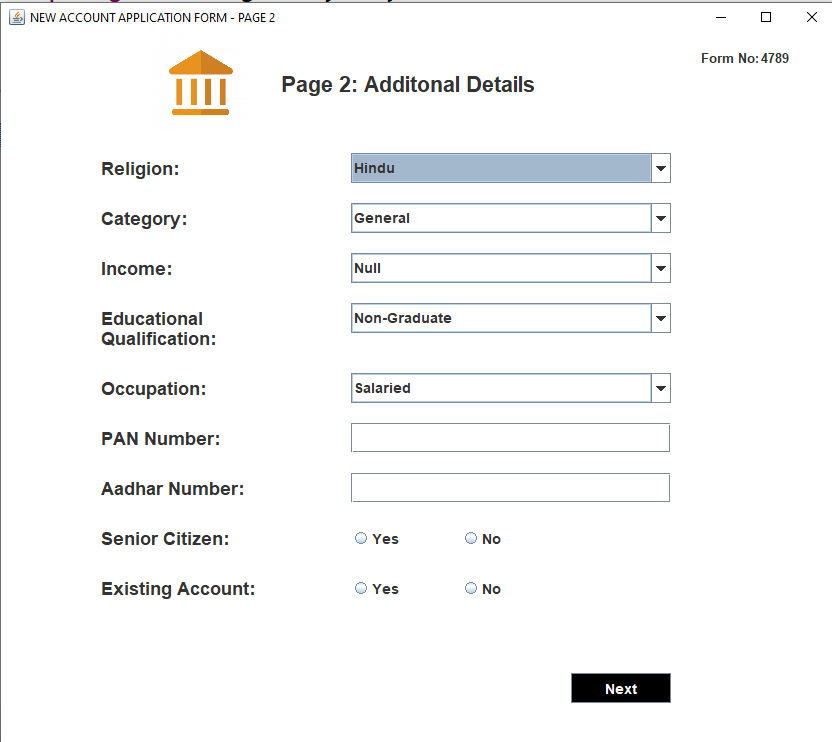 NEW ACCOUNT APPLICATION FORM - PAGE 2
Form No: 4789
Page 2: Additonal Details
Religion: Hindu
Category: General
Income: Null
Educational Non-Graduate
Qualification:
Occupation: Salaried
PAN Number:
Aadhar Number:
Senior Citizen: Yes No
Existing Account: Yes No
Next